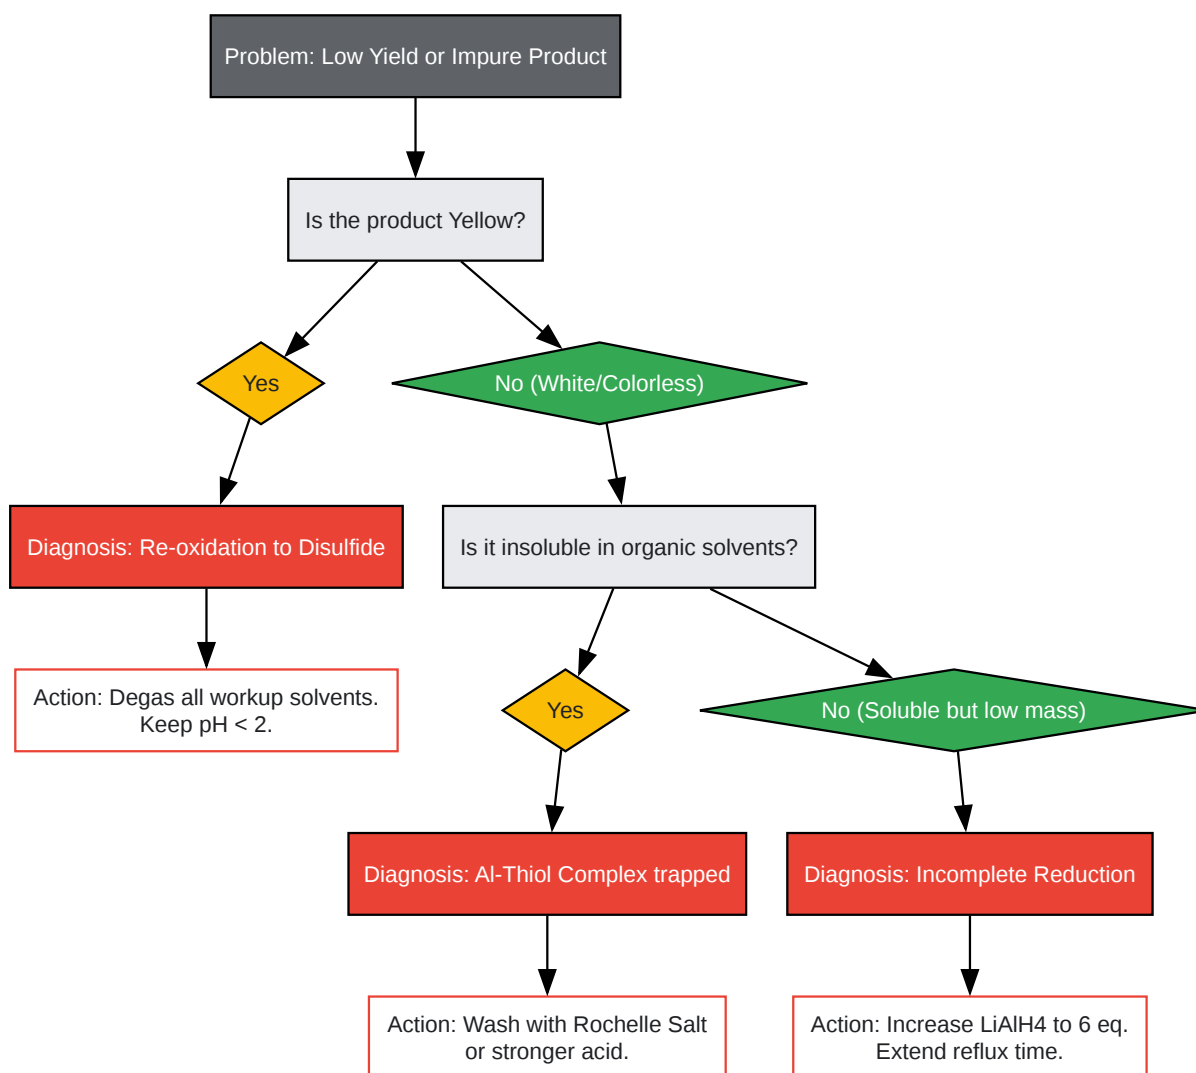 Problem: Low Yield or Impure Product
Is the product Yellow?
Yes
No (White/Colorless)
Diagnosis: Re-oxidation to Disulfide
Is it insoluble in organic solvents?
Action: Degas all workup solvents.
Keep pH < 2.
Yes
No (Soluble but low mass)
Diagnosis: Al-Thiol Complex trapped
Diagnosis: Incomplete Reduction
Action: Wash with Rochelle Salt
or stronger acid.
Action: Increase LiAlH4 to 6 eq.
Extend reflux time.